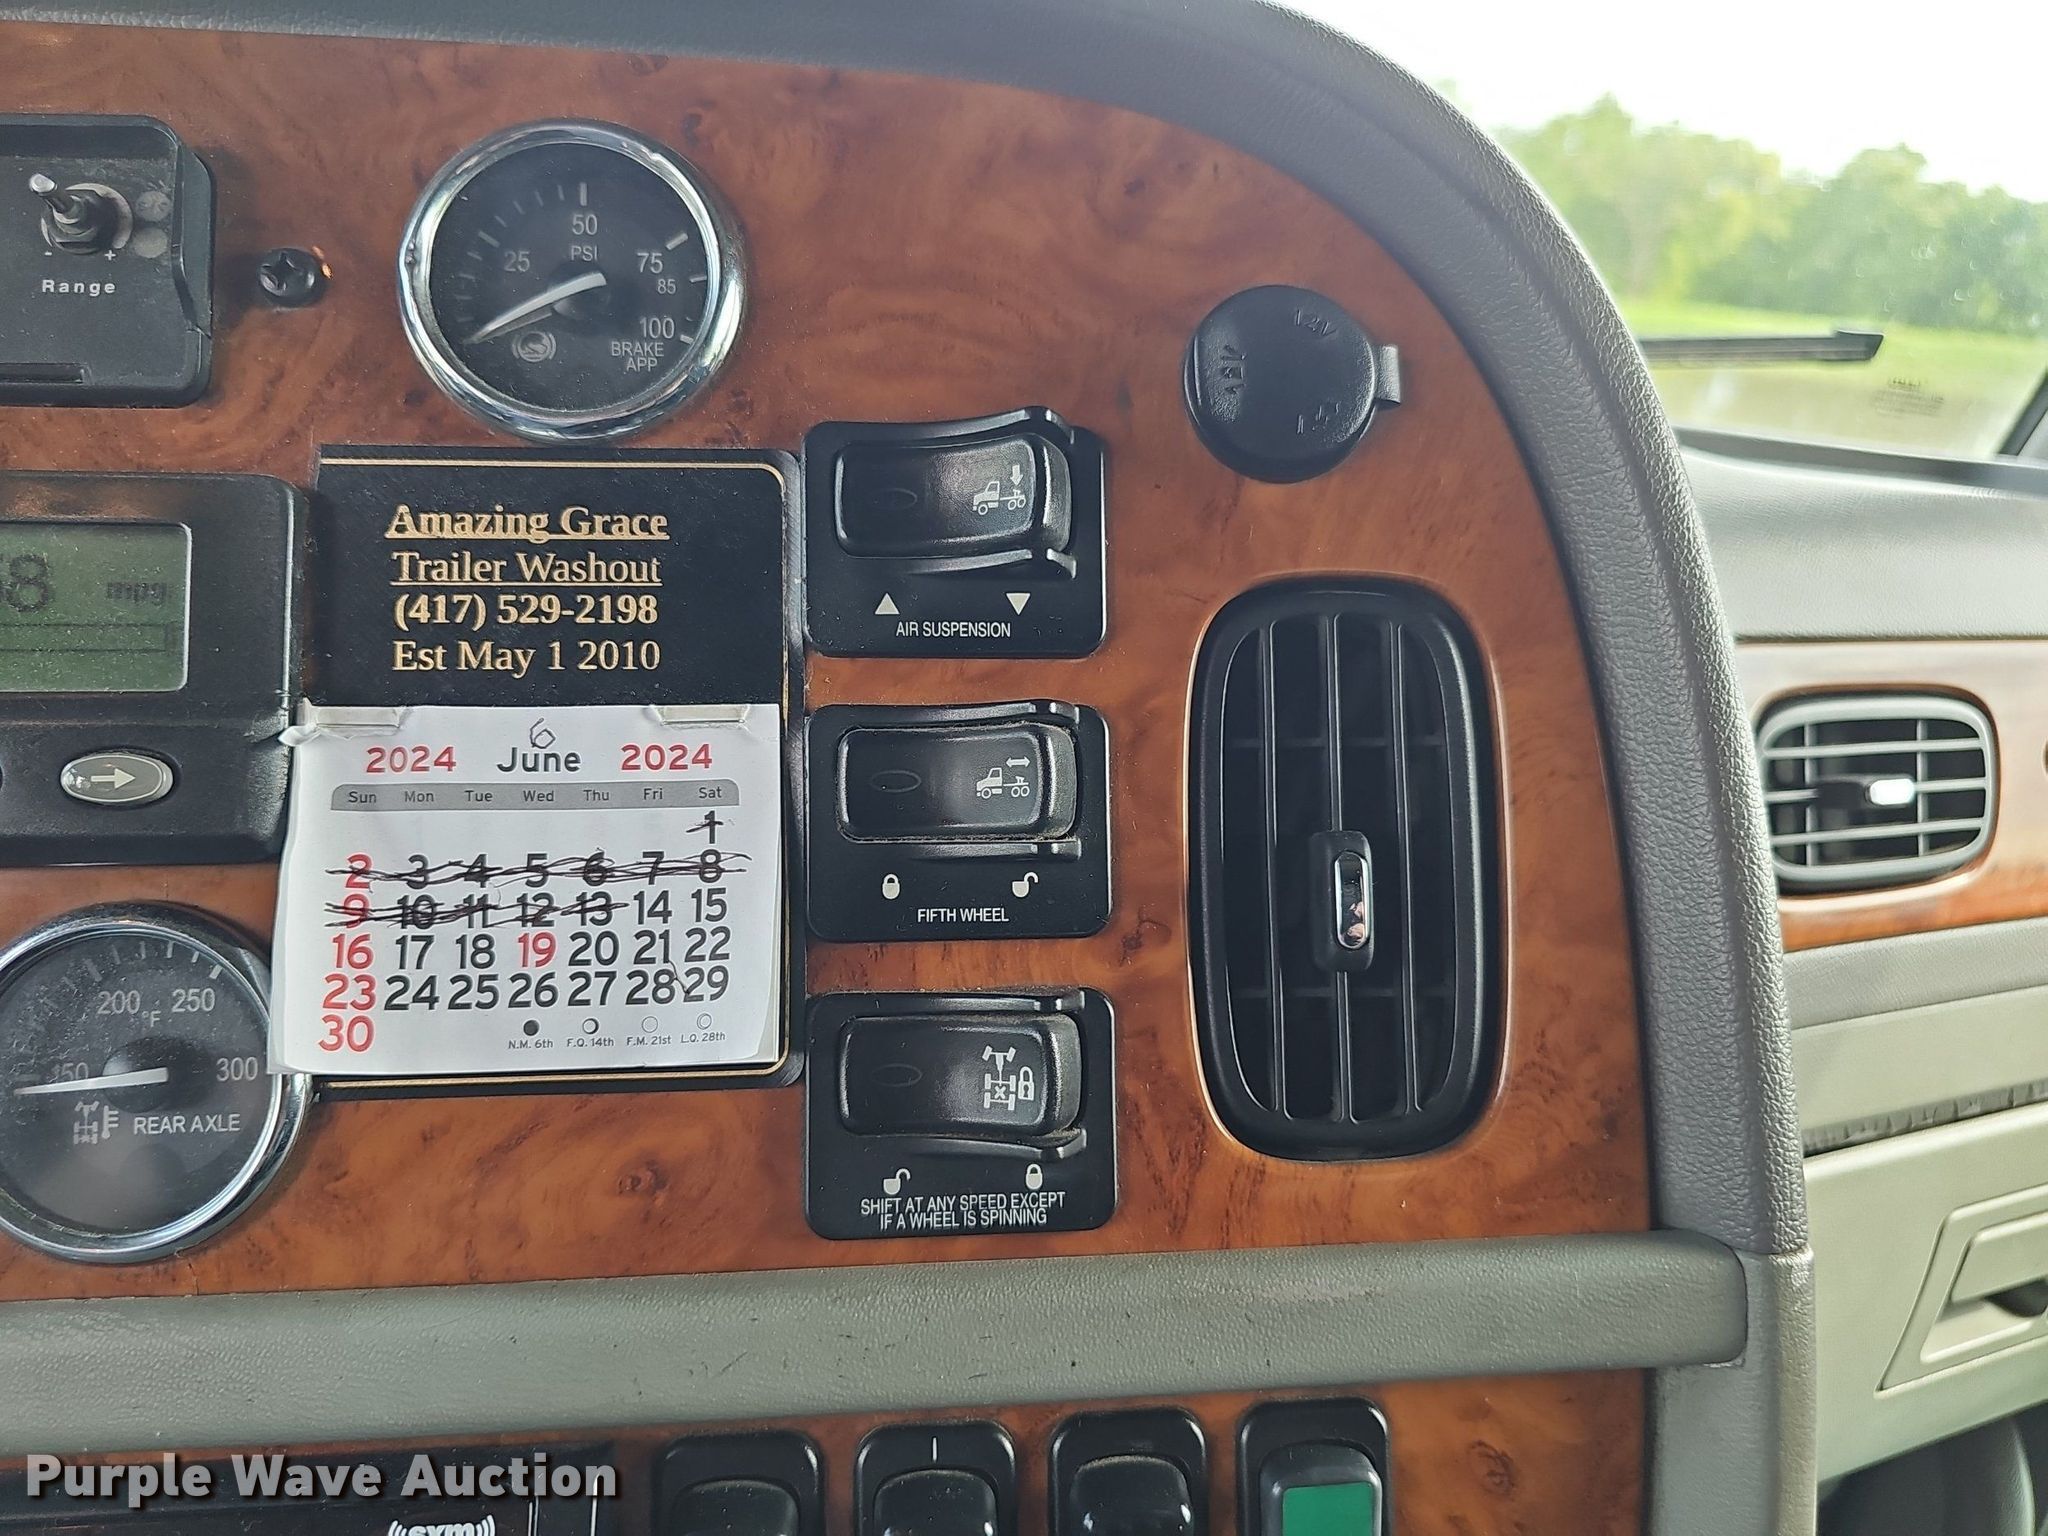 Range
- +
50
25 PSI 75
85
100
BRAKE
APP
12V
Amazing Grace
Trailer Washout
(417) 529-2198
Est May 1 2010
AIR SUSPENSION
mpg
6
2024 June 2024
Sun Mon Tue Wed Thu Fri Sat
1
2 3 4 5 6 7 8
9 10 11 12 13 14 15
16 17 18 19 20 21 22
23 24 25 26 27 28 29
30
N.M. 6th F.Q. 14th F.M. 21st L.Q. 28th
FIFTH WHEEL
200 °F 250
150 300
REAR AXLE
SHIFT AT ANY SPEED EXCEPT
IF A WHEEL IS SPINNING
Purple Wave Auction
((sxm))